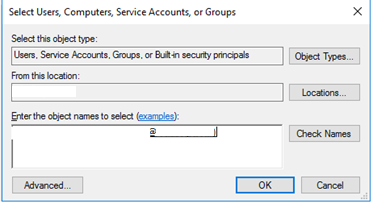 Select Users, Computers, Service Accounts, or Groups
Select this object type:
Users, Service Accounts, Groups, or Built-in security principals
Object Types...
From this location:
Locations...
Enter the object names to select (examples):
@
Check Names
Advanced...
OK
Cancel